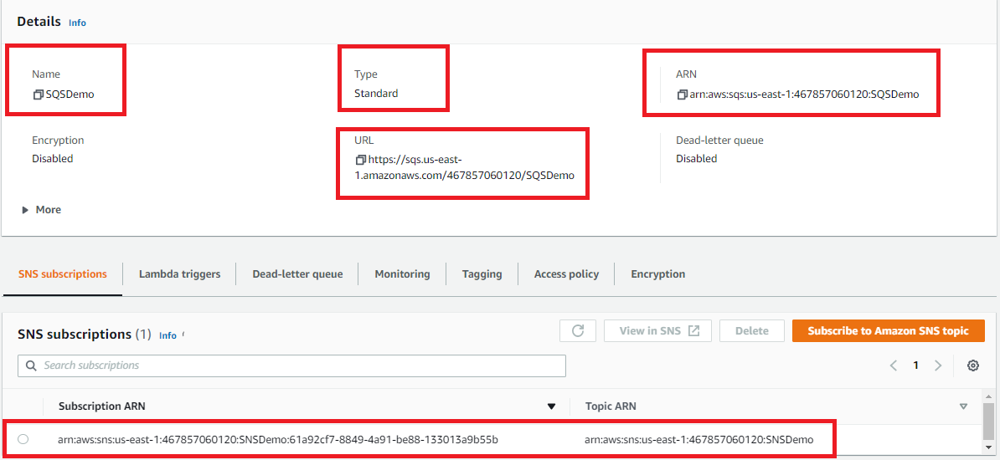 Details Info
Name
SQSDemo
Type
Standard
ARN
arn:aws:sqs:us-east-1:467857060120:SQSDemo
Encryption
Disabled
URL
https://sqs.us-east-
1.amazonaws.com/467857060120/SQSDemo
Dead-letter queue
Disabled
More
SNS subscriptions Lambda triggers Dead-letter queue Monitoring Tagging Access policy Encryption
SNS subscriptions (1) Info View in SNS Delete Subscribe to Amazon SNS topic
Search subscriptions 1
Subscription ARN Topic ARN
arn:aws:sns:us-east-1:467857060120:SNSDemo:61a92cf7-8849-4a91-be88-133013a9b55b arn:aws:sns:us-east-1:467857060120:SNSDemo